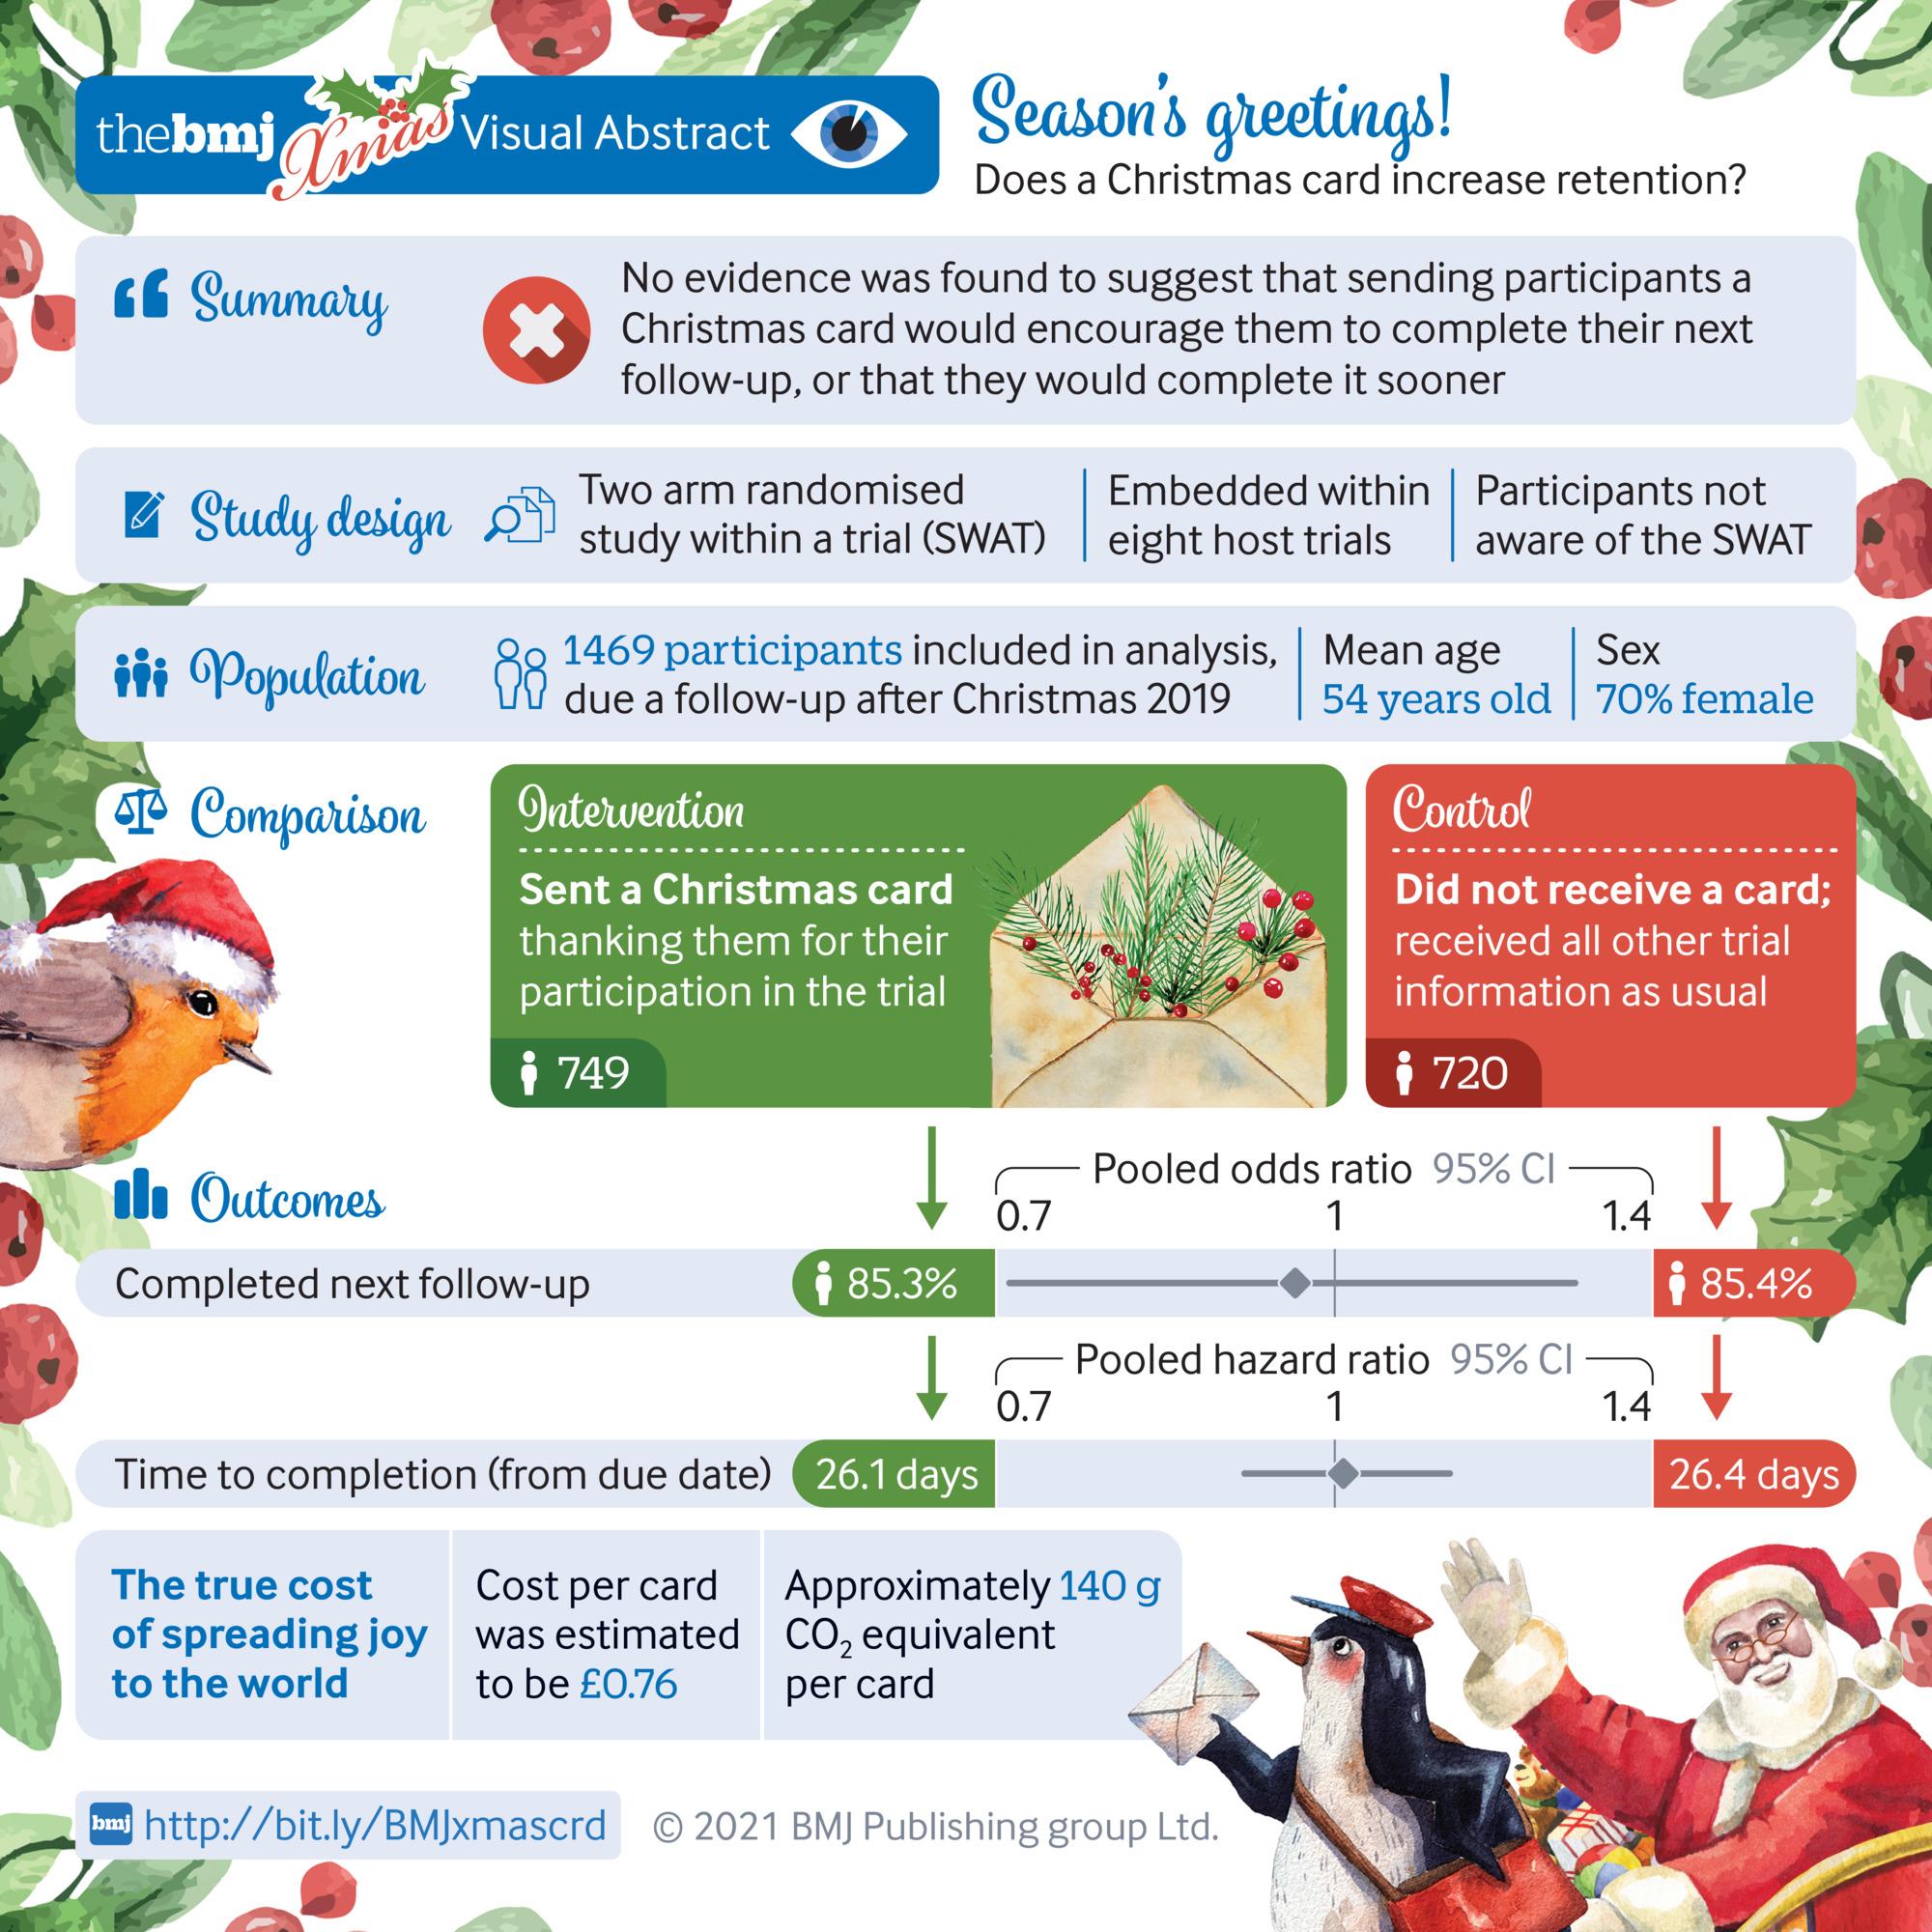 thebmj Xmas Visual Abstract
Season's greetings!
Does a Christmas card increase retention?
Summary
No evidence was found to suggest that sending participants a
Christmas card would encourage them to complete their next
follow-up, or that they would complete it sooner
Study design
Two arm randomised
study within a trial (SWAT)
Embedded within
eight host trials
Participants not
aware of the SWAT
Population
1469 participants included in analysis,
due a follow-up after Christmas 2019
Mean age
54 years old
Sex
70% female
Comparison
Intervention
Sent a Christmas card
thanking them for their
participation in the trial
749
Control
Did not receive a card;
received all other trial
information as usual
720
Outcomes
Pooled odds ratio 95% CI
0.7 1 1.4
Completed next follow-up
85.3%
85.4%
Pooled hazard ratio 95% CI
0.7 1 1.4
Time to completion (from due date)
26.1 days
26.4 days
The true cost
of spreading joy
to the world
Cost per card
was estimated
to be £0.76
Approximately 140 g
CO₂ equivalent
per card
bmj http://bit.ly/BMJxmascrd
© 2021 BMJ Publishing group Ltd.